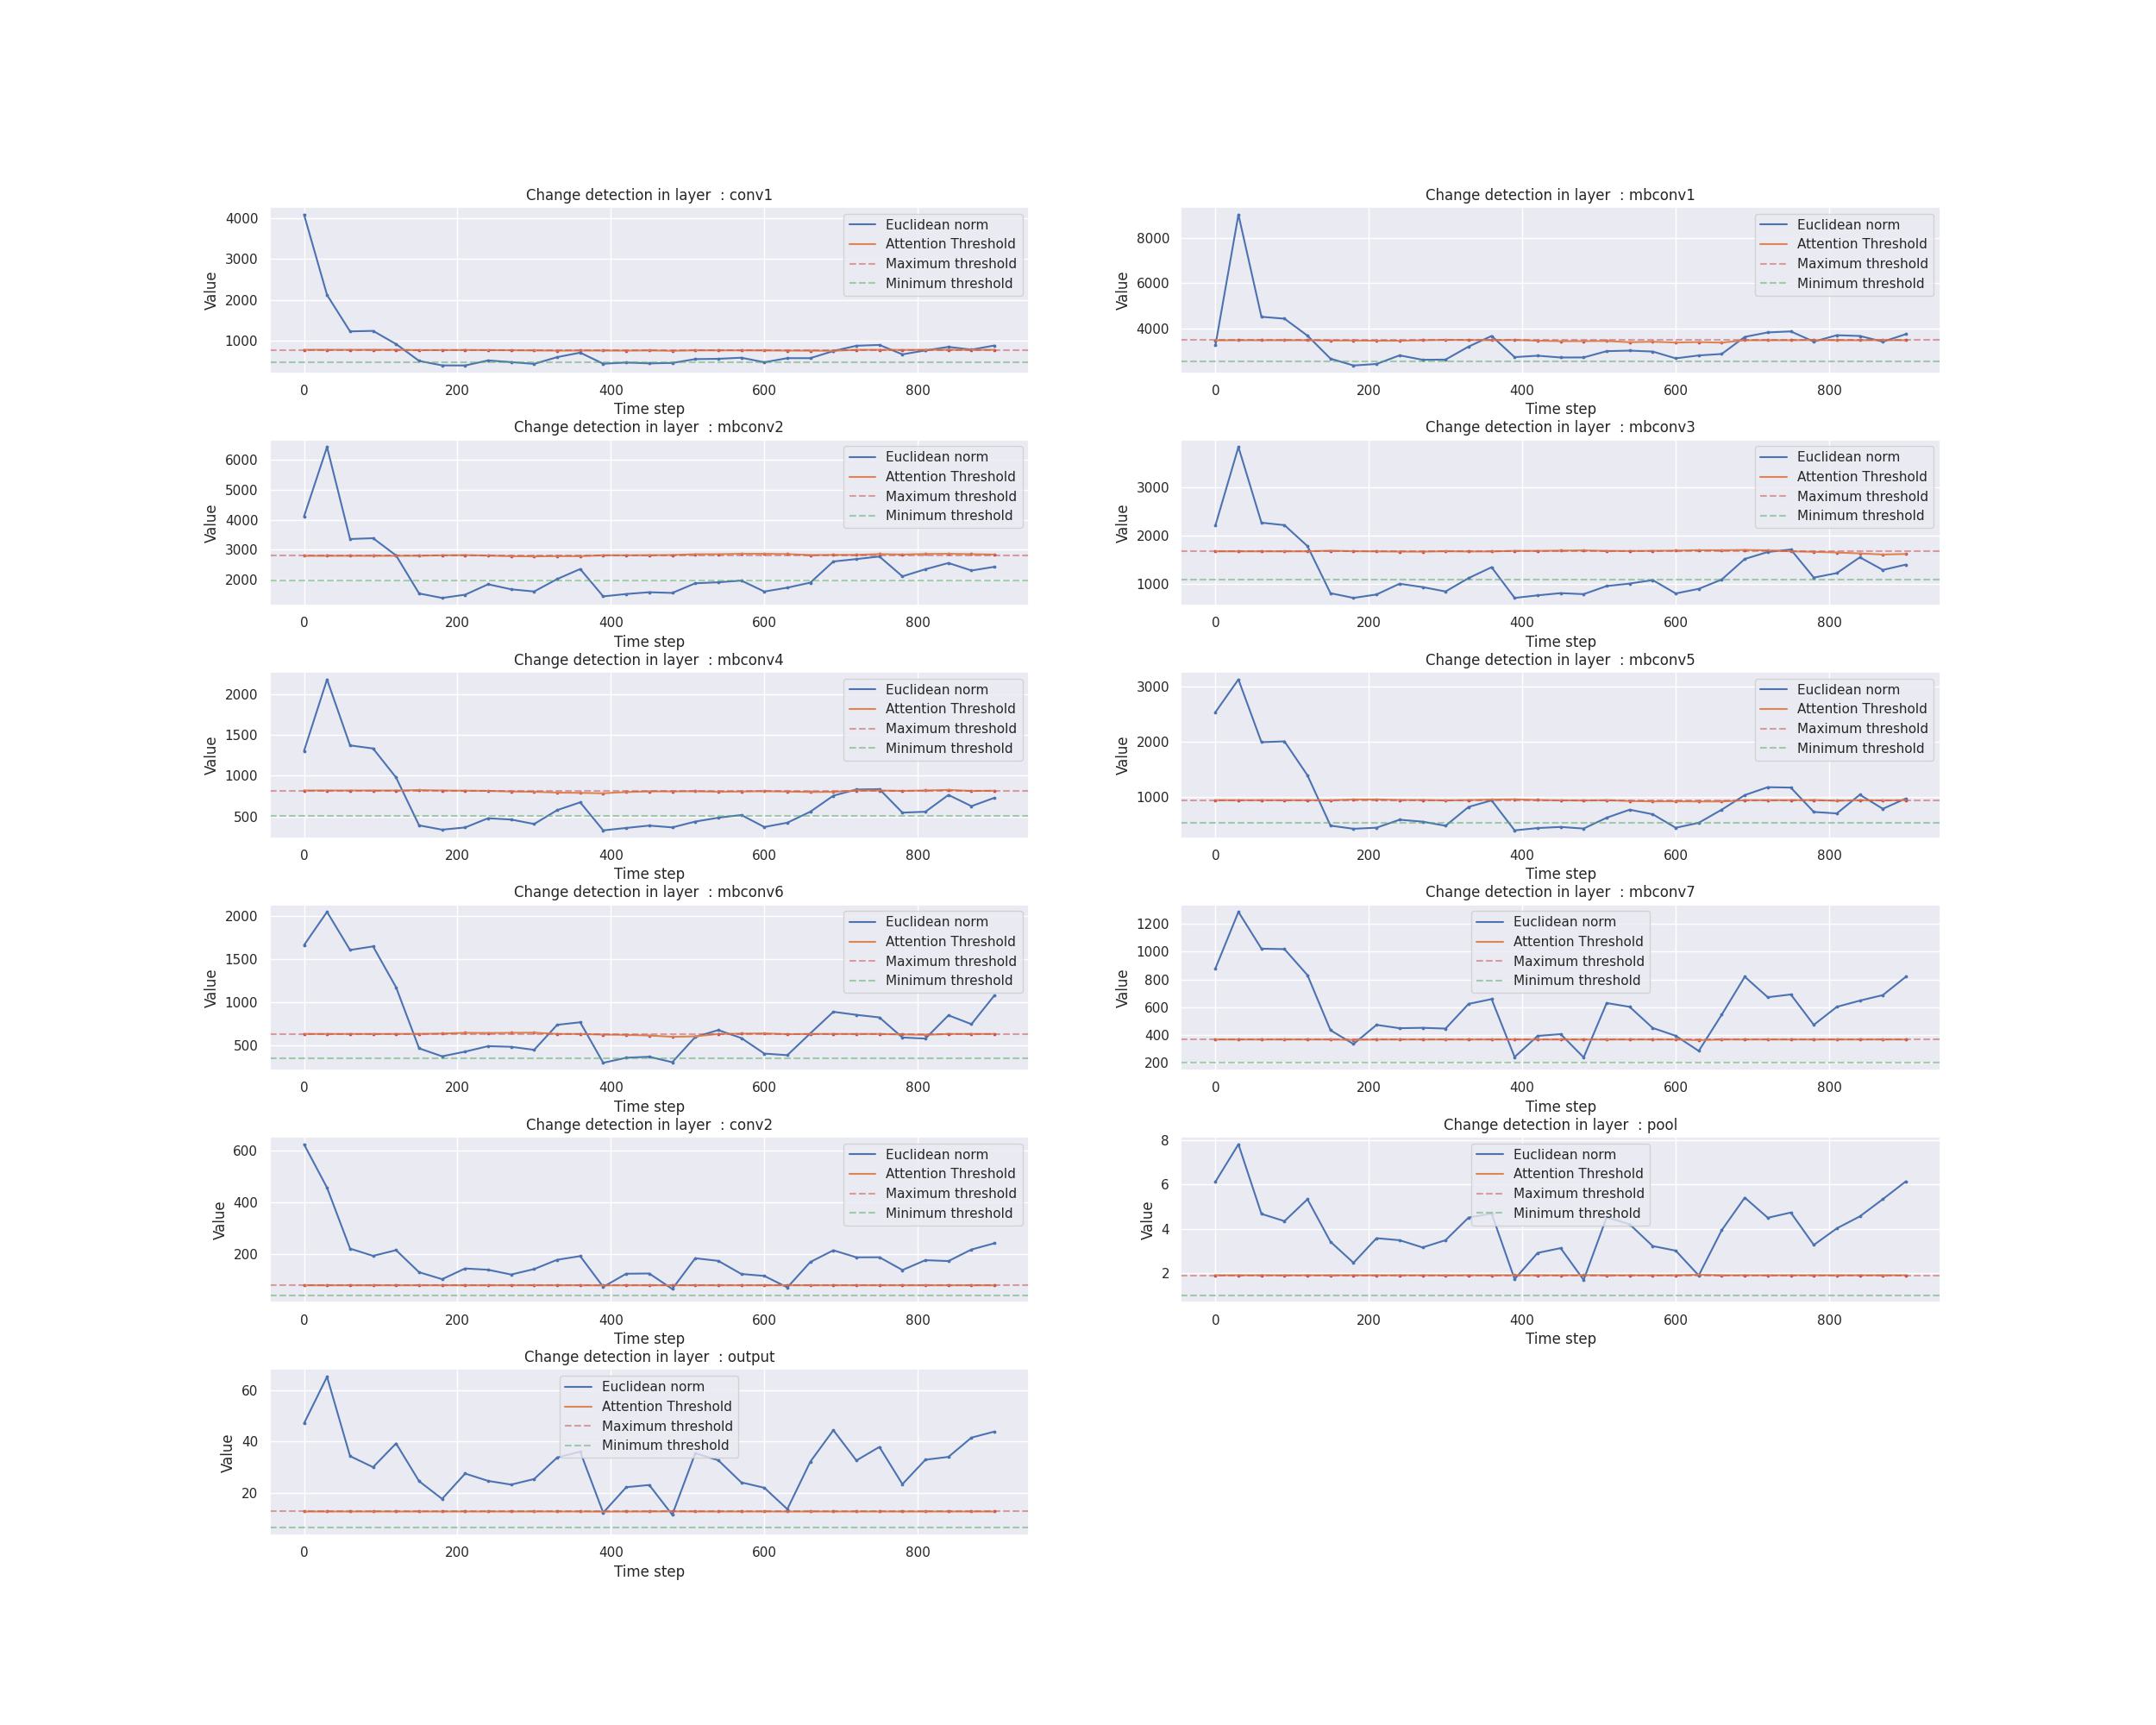 Change detection in layer  : conv1
Value
4000
3000
2000
1000
Euclidean norm
Attention Threshold
Maximum threshold
Minimum threshold
0 200 400 600 800
Time step
Change detection in layer  : mbconv1
Value
8000
6000
4000
Euclidean norm
Attention Threshold
Maximum threshold
Minimum threshold
0 200 400 600 800
Time step
Change detection in layer  : mbconv2
Value
6000
5000
4000
3000
2000
Euclidean norm
Attention Threshold
Maximum threshold
Minimum threshold
0 200 400 600 800
Time step
Change detection in layer  : mbconv3
Value
3000
2000
1000
Euclidean norm
Attention Threshold
Maximum threshold
Minimum threshold
0 200 400 600 800
Time step
Change detection in layer  : mbconv4
Value
2000
1500
1000
500
Euclidean norm
Attention Threshold
Maximum threshold
Minimum threshold
0 200 400 600 800
Time step
Change detection in layer  : mbconv5
Value
3000
2000
1000
Euclidean norm
Attention Threshold
Maximum threshold
Minimum threshold
0 200 400 600 800
Time step
Change detection in layer  : mbconv6
Value
2000
1500
1000
500
Euclidean norm
Attention Threshold
Maximum threshold
Minimum threshold
0 200 400 600 800
Time step
Change detection in layer  : mbconv7
Value
1200
1000
800
600
400
200
Euclidean norm
Attention Threshold
Maximum threshold
Minimum threshold
0 200 400 600 800
Time step
Change detection in layer  : conv2
Value
600
400
200
Euclidean norm
Attention Threshold
Maximum threshold
Minimum threshold
0 200 400 600 800
Time step
Change detection in layer  : pool
Value
8
6
4
2
Euclidean norm
Attention Threshold
Maximum threshold
Minimum threshold
0 200 400 600 800
Time step
Change detection in layer  : output
Value
60
40
20
Euclidean norm
Attention Threshold
Maximum threshold
Minimum threshold
0 200 400 600 800
Time step